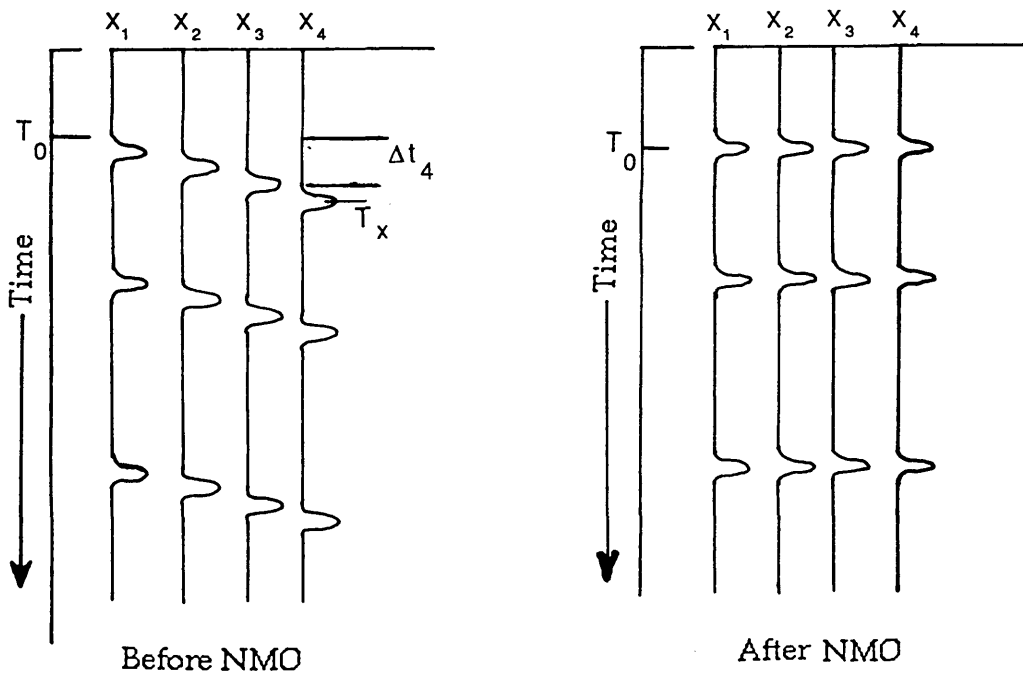 X₁ X₂ X₃ X₄
T₀
Δt₄
Tₓ
Time
Before NMO
X₁ X₂ X₃ X₄
T₀
Time
After NMO